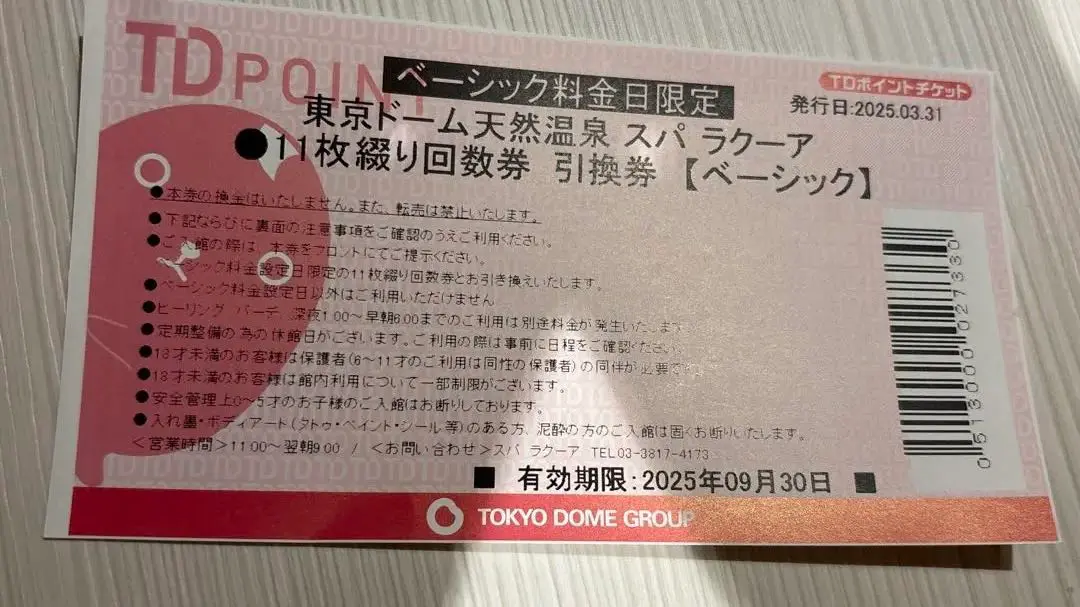 TD POINT
ベーシック料金日限定
TDポイントチケット
発行日:2025.03.31
東京ドーム天然温泉 スパ ラクーア
●11枚綴り回数券 引換券 【ベーシック】
●本券の換金はいたしません。また、転売は禁止いたします。
●下記ならびに裏面の注意事項をご確認のうえご利用ください。
●ご入館の際は、本券をフロントにてご提示ください。
ベーシック料金設定日限定の11枚綴り回数券とお引き換えいたします。
●ベーシック料金設定日以外はご利用いただけません
●ヒーリング バーデ、深夜1:00~早朝6:00までのご利用は別途料金が発生いたします
●定期整備の為の休館日がございます。ご利用の際は事前に日程をご確認ください
●18才未満のお客様は保護者(6~11才のご利用は同性の保護者)の同伴が必要で
●18才未満のお客様は館内利用について一部制限がございます。
●安全管理上0~5才のお子様のご入館はお断りしております。
●入れ墨・ボディアート(タトゥ・ペイント・シール等)のある方、泥酔の方のご入館は固くお断りいたします。
<営業時間>11:00~翌朝9:00 / <お問い合わせ>スパ ラクーア TEL03-3817-4173
■ 有効期限:2025年09月30日 ■
TOKYO DOME GROUP
0513000027330